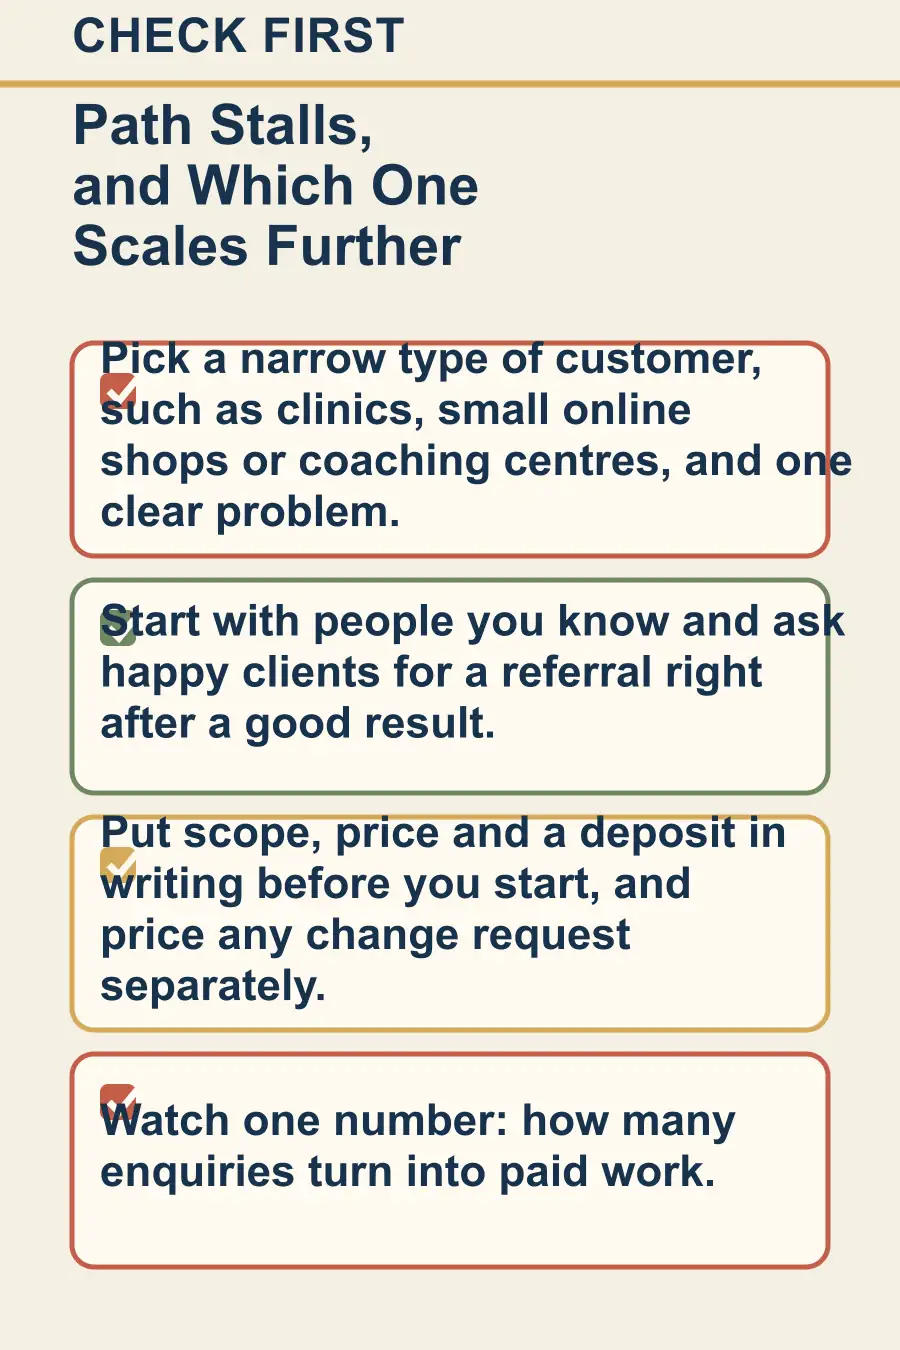 CHECK FIRST
Path Stalls,
and Which One
Scales Further
Pick a narrow type of customer,
such as clinics, small online
shops or coaching centres, and one
clear problem.
Start with people you know and ask
happy clients for a referral right
after a good result.
Put scope, price and a deposit in
writing before you start, and
price any change request
separately.
Watch one number: how many
enquiries turn into paid work.